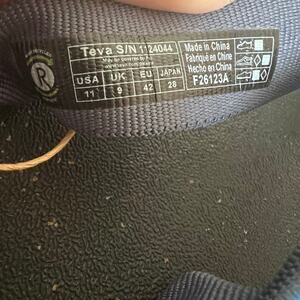 Teva S/N 1124044
USA UK EU JAPAN
11 9 42 28
Made in China
Fabriqué en Chine
Hecho en China
F26123A
R